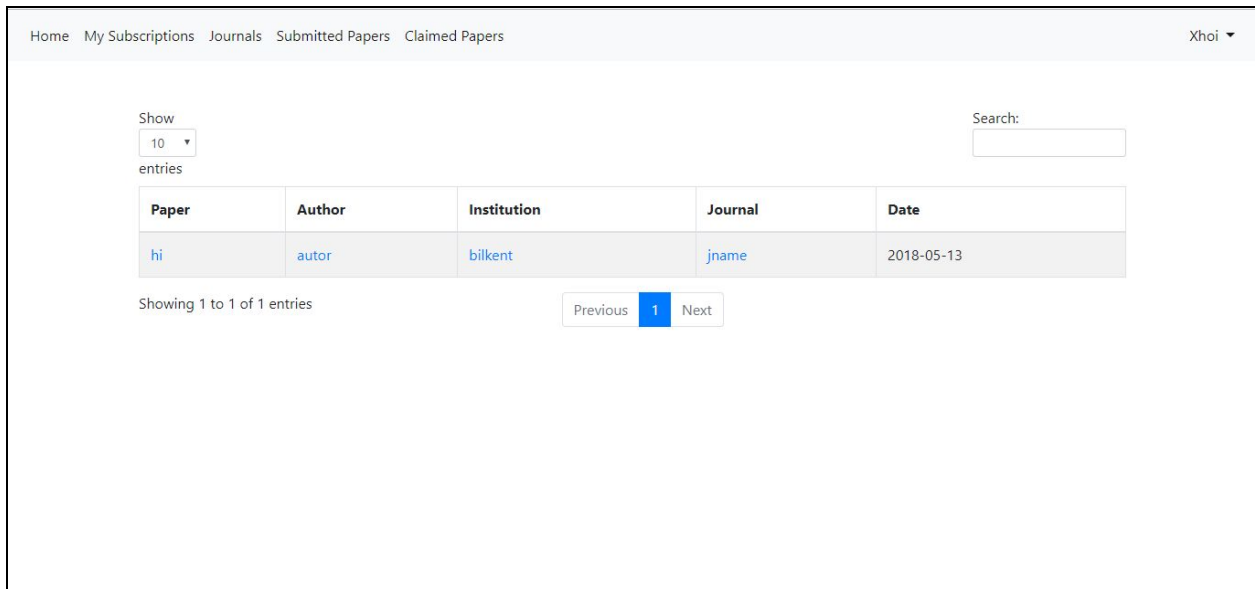 Home My Subscriptions Journals Submitted Papers Claimed Papers Xhoi
Show
10
entries
Search:
Paper Author Institution Journal Date
hi autor bilkent jname 2018-05-13
Showing 1 to 1 of 1 entries
Previous 1 Next